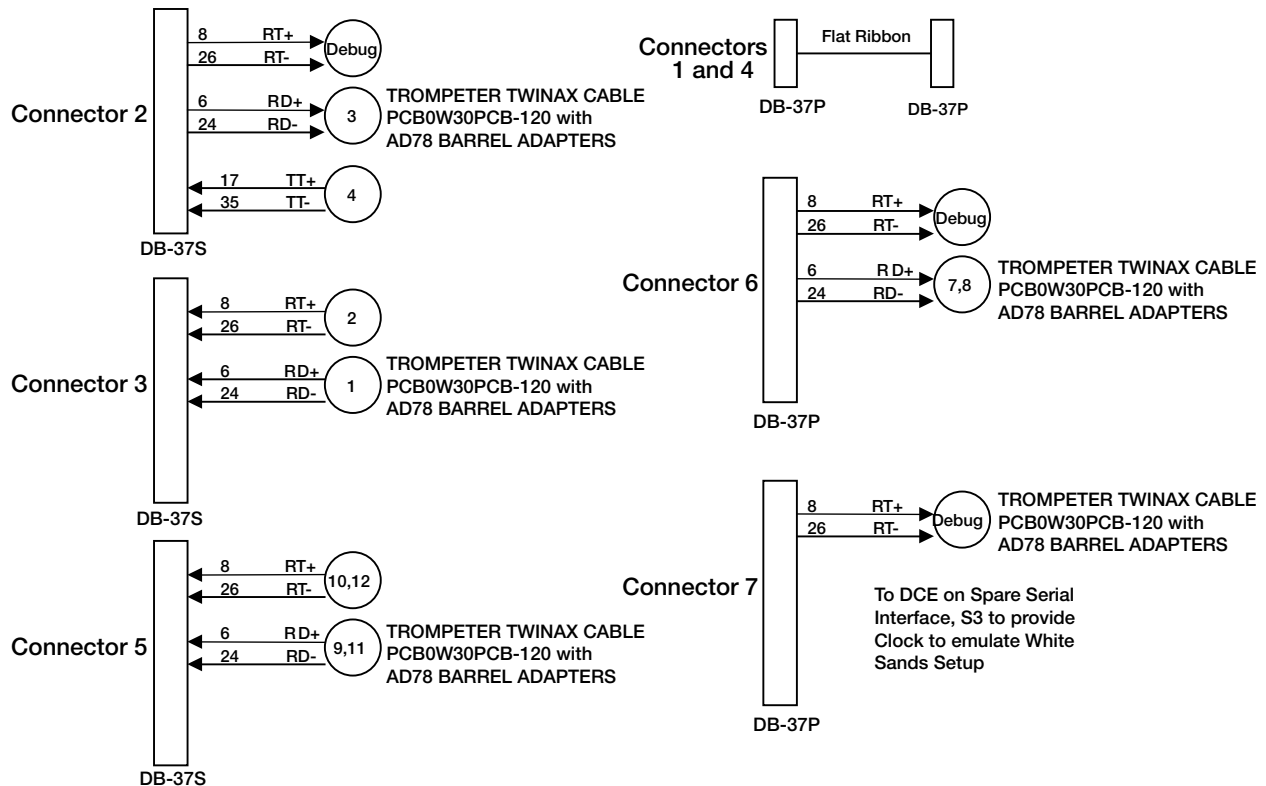 Connector 2
8 RT+
26 RT-
Debug
6 RD+
24 RD-
3
TROMPETER TWINAX CABLE
PCB0W30PCB-120 with
AD78 BARREL ADAPTERS
17 TT+
35 TT-
4
DB-37S
Connector 3
8 RT+
26 RT-
2
6 RD+
24 RD-
1
TROMPETER TWINAX CABLE
PCB0W30PCB-120 with
AD78 BARREL ADAPTERS
DB-37S
Connector 5
8 RT+
26 RT-
10,12
6 RD+
24 RD-
9,11
TROMPETER TWINAX CABLE
PCB0W30PCB-120 with
AD78 BARREL ADAPTERS
DB-37S
Connectors
1 and 4
Flat Ribbon
DB-37P
DB-37P
Connector 6
8 RT+
26 RT-
Debug
6 RD+
24 RD-
7,8
TROMPETER TWINAX CABLE
PCB0W30PCB-120 with
AD78 BARREL ADAPTERS
DB-37P
Connector 7
8 RT+
26 RT-
Debug
TROMPETER TWINAX CABLE
PCB0W30PCB-120 with
AD78 BARREL ADAPTERS
To DCE on Spare Serial
Interface, S3 to provide
Clock to emulate White
Sands Setup
DB-37P